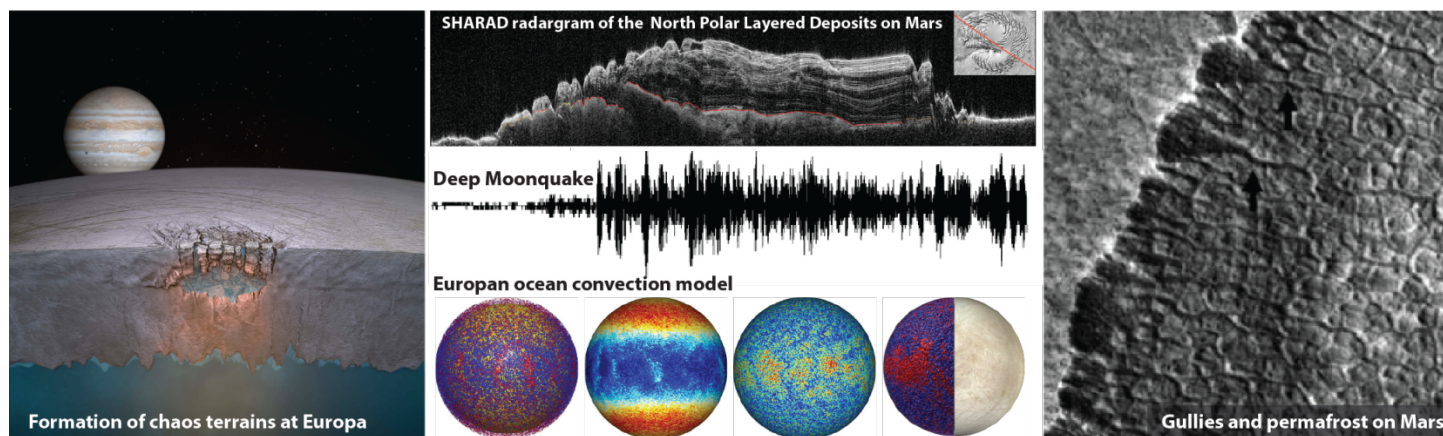 Formation of chaos terrains at Europa
SHARAD radargram of the North Polar Layered Deposits on Mars
Deep Moonquake
Europan ocean convection model
Gullies and permafrost on Mars